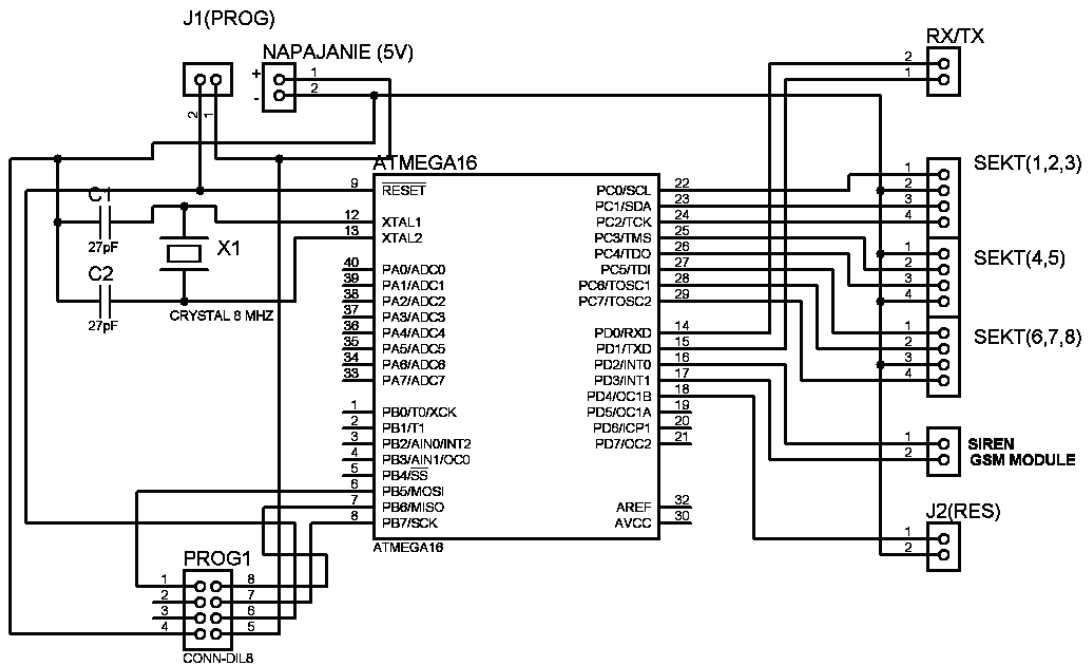 J1(PROG)
NAPAJANIE (5V)
+
-
1
2
2
1
RX/TX
2
1
ATMEGA16
9 RESET
12 XTAL1
13 XTAL2
40 PA0/ADC0
39 PA1/ADC1
38 PA2/ADC2
37 PA3/ADC3
36 PA4/ADC4
35 PA5/ADC5
34 PA6/ADC6
33 PA7/ADC7
1 PB0/T0/XCK
2 PB1/T1
3 PB2/AIN0/INT2
4 PB3/AIN1/OC0
5 PB4/SS
6 PB5/MOSI
7 PB6/MISO
8 PB7/SCK
PC0/SCL 22
PC1/SDA 23
PC2/TCK 24
PC3/TMS 25
PC4/TDO 26
PC5/TDI 27
PC6/TOSC1 28
PC7/TOSC2 29
PD0/RXD 14
PD1/TXD 15
PD2/INT0 16
PD3/INT1 17
PD4/OC1B 18
PD5/OC1A 19
PD6/ICP1 20
PD7/OC2 21
AREF 32
AVCC 30
ATMEGA16
C1
27pF
X1
C2
27pF
CRYSTAL 8 MHZ
SEKT(1,2,3)
1
2
3
4
SEKT(4,5)
1
2
3
4
SEKT(6,7,8)
1
2
3
4
1 SIREN
2 GSM MODULE
J2(RES)
1
2
PROG1
1 8
2 7
3 6
4 5
CONN-DIL8